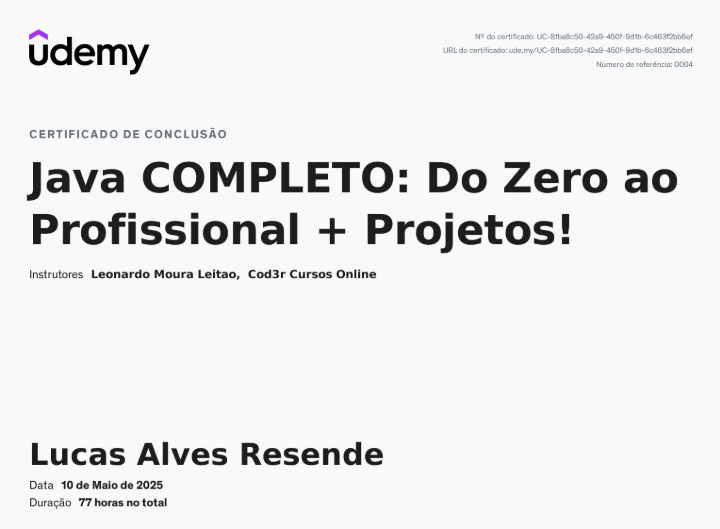 udemy
Nº do certificado: UC-8fba8c50-42a9-450f-9d1b-6c463f2bb6ef
URL do certificado: ude.my/UC-8fba8c50-42a9-450f-9d1b-6c463f2bb6ef
Número de referência: 0004
CERTIFICADO DE CONCLUSÃO
Java COMPLETO: Do Zero ao
Profissional + Projetos!
Instrutores Leonardo Moura Leitao, Cod3r Cursos Online
Lucas Alves Resende
Data 10 de Maio de 2025
Duração 77 horas no total